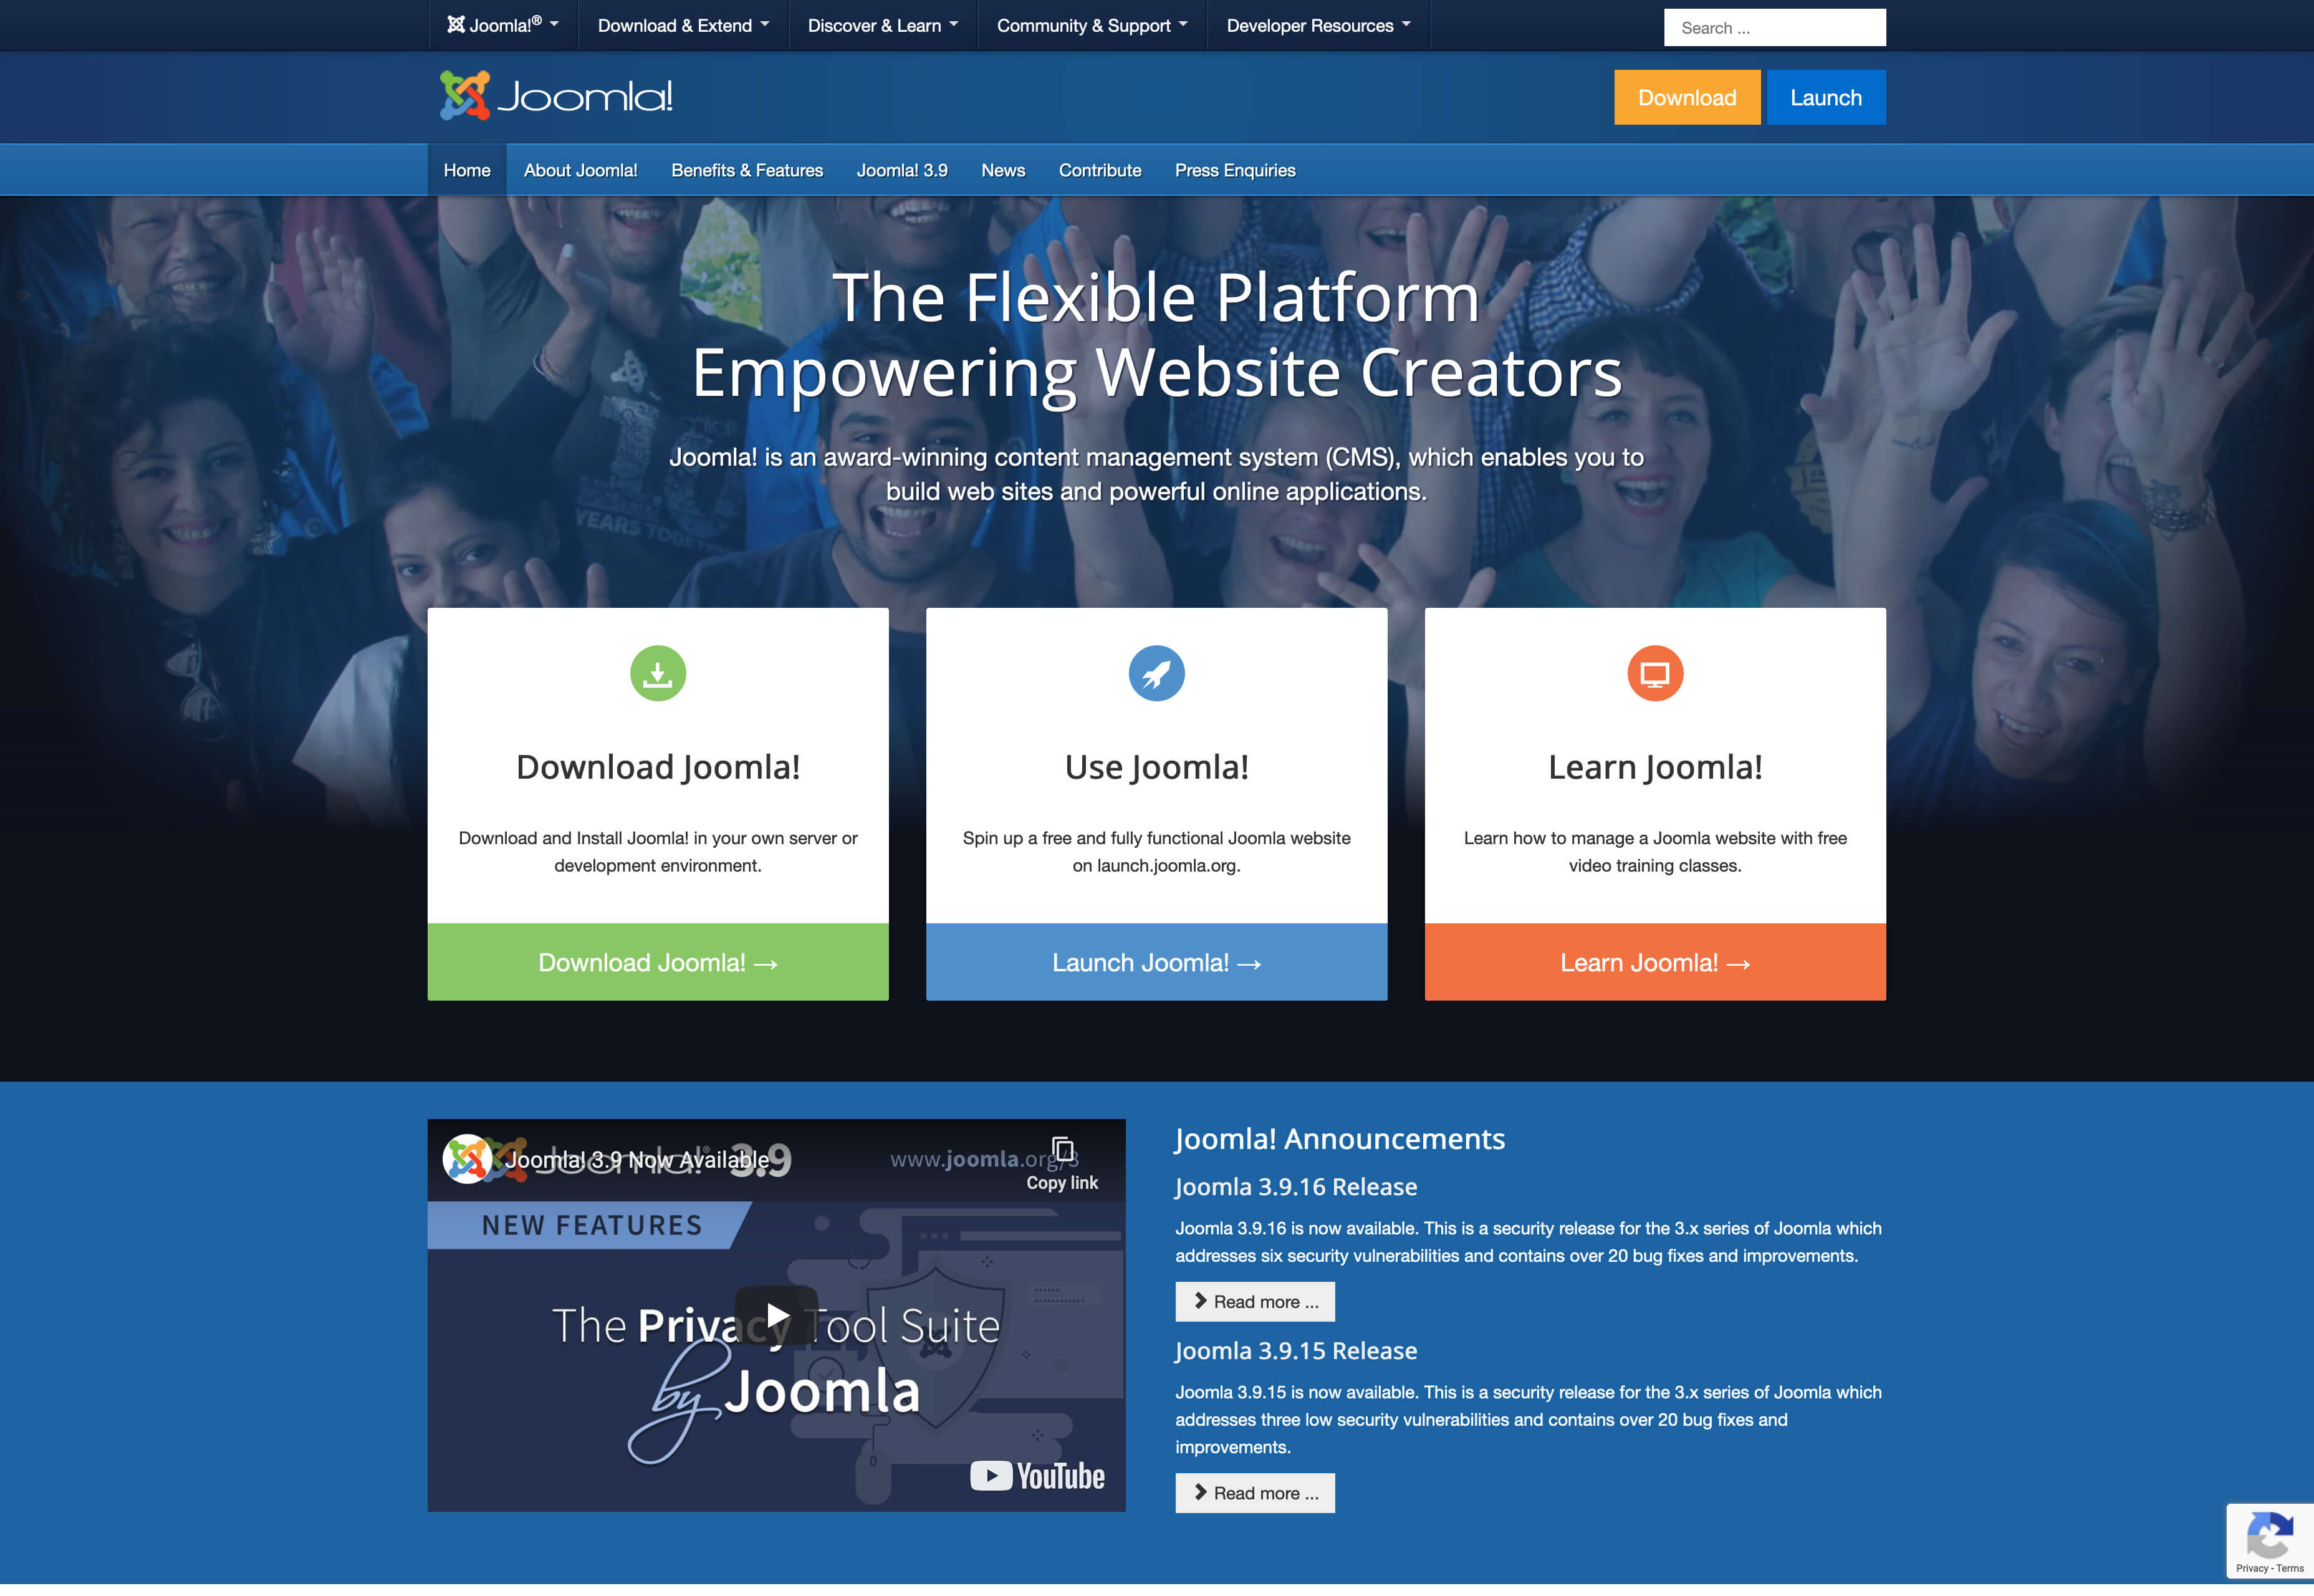 Joomla!®
Download & Extend
Discover & Learn
Community & Support
Developer Resources
Search ...
Joomla!
Download
Launch
Home
About Joomla!
Benefits & Features
Joomla! 3.9
News
Contribute
Press Enquiries
The Flexible Platform
Empowering Website Creators
Joomla! is an award-winning content management system (CMS), which enables you to
build web sites and powerful online applications.
YEARS
Download Joomla!
Download and Install Joomla! in your own server or
development environment.
Download Joomla! →
Use Joomla!
Spin up a free and fully functional Joomla website
on launch.joomla.org.
Launch Joomla! →
Learn Joomla!
Learn how to manage a Joomla website with free
video training classes.
Learn Joomla! →
Joomla! 3.9 Now Available
Joomla!® 3.9
www.joomla.org/3
Copy link
NEW FEATURES
The Privacy Tool Suite
by Joomla
YouTube
Joomla! Announcements
Joomla 3.9.16 Release
Joomla 3.9.16 is now available. This is a security release for the 3.x series of Joomla which
addresses six security vulnerabilities and contains over 20 bug fixes and improvements.
Read more ...
Joomla 3.9.15 Release
Joomla 3.9.15 is now available. This is a security release for the 3.x series of Joomla which
addresses three low security vulnerabilities and contains over 20 bug fixes and
improvements.
Read more ...
Privacy - Terms